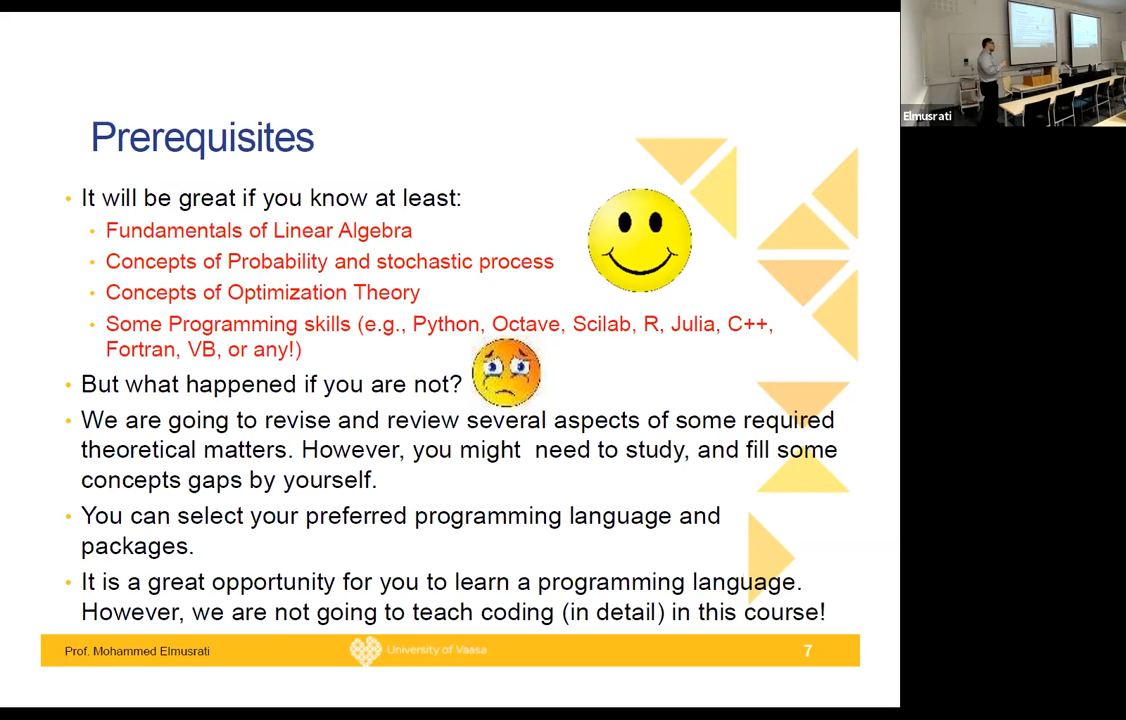 Prerequisites
• It will be great if you know at least:
• Fundamentals of Linear Algebra
• Concepts of Probability and stochastic process
• Concepts of Optimization Theory
• Some Programming skills (e.g., Python, Octave, Scilab, R, Julia, C++,
Fortran, VB, or any!)
• But what happened if you are not?
• We are going to revise and review several aspects of some required
theoretical matters. However, you might need to study, and fill some
concepts gaps by yourself.
• You can select your preferred programming language and
packages.
• It is a great opportunity for you to learn a programming language.
However, we are not going to teach coding (in detail) in this course!
Prof. Mohammed Elmusrati
University of Vaasa
7
Elmusrati